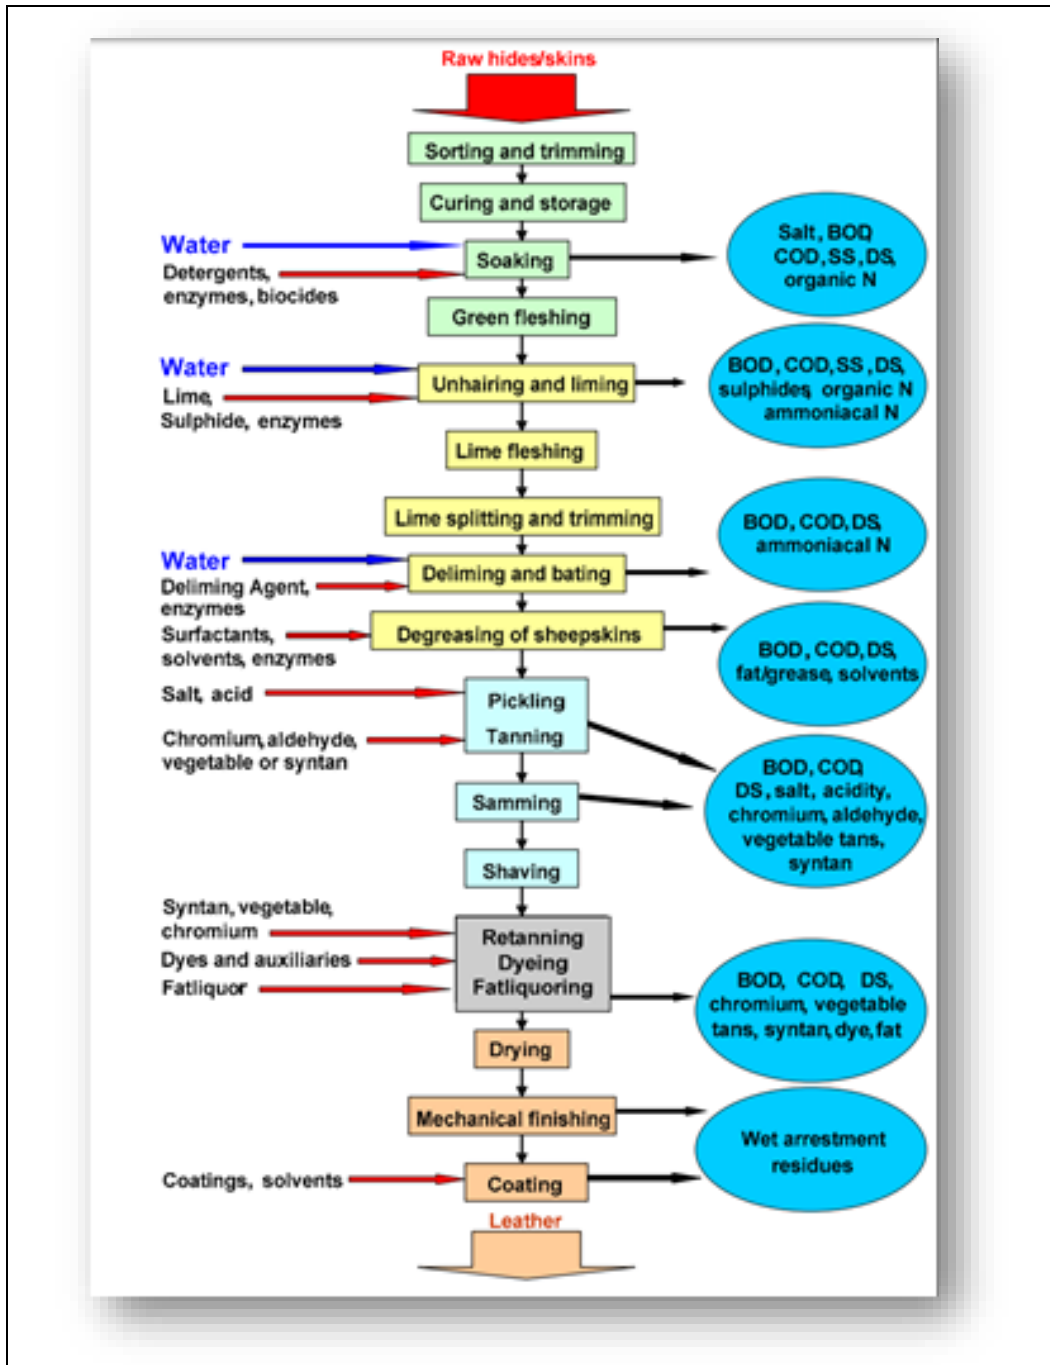 Raw hides/skins
Sorting and trimming
Curing and storage
Water
Detergents,
enzymes, biocides
Soaking
Salt, BOD,
COD, SS, DS,
organic N
Green fleshing
Water
Lime,
Sulphide, enzymes
Unhairing and liming
BOD, COD, SS, DS,
sulphides, organic N
ammoniacal N
Lime fleshing
Lime splitting and trimming
Water
Deliming Agent,
enzymes
Deliming and bating
BOD, COD, DS,
ammoniacal N
Surfactants,
solvents, enzymes
Degreasing of sheepskins
BOD, COD, DS,
fat/grease, solvents
Salt, acid
Pickling
Chromium, aldehyde,
vegetable or syntan
Tanning
Samming
BOD, COD,
DS, salt, acidity,
chromium, aldehyde,
vegetable tans,
syntan
Shaving
Syntan, vegetable,
chromium
Dyes and auxiliaries
Fatliquor
Retanning
Dyeing
Fatliquoring
BOD, COD, DS,
chromium, vegetable
tans, syntan, dye, fat
Drying
Mechanical finishing
Wet arrestment
residues
Coatings, solvents
Coating
Leather